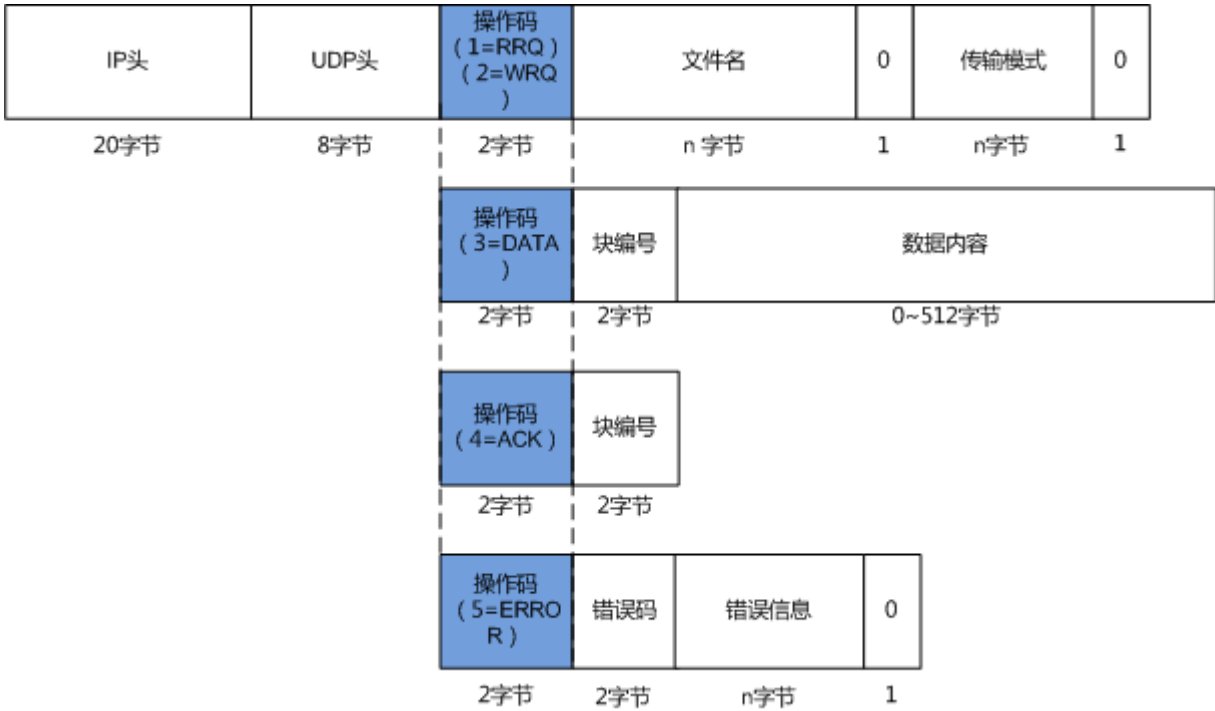 IP头
UDP头
操作码
（1=RRQ）
（2=WRQ
）
文件名
0
传输模式
0
20字节
8字节
2字节
n 字节
1
n字节
1
操作码
（3=DATA
）
块编号
数据内容
2字节
2字节
0~512字节
操作码
（4=ACK）
块编号
2字节
2字节
操作码
（5=ERRO
R）
错误码
错误信息
0
2字节
2字节
n字节
1